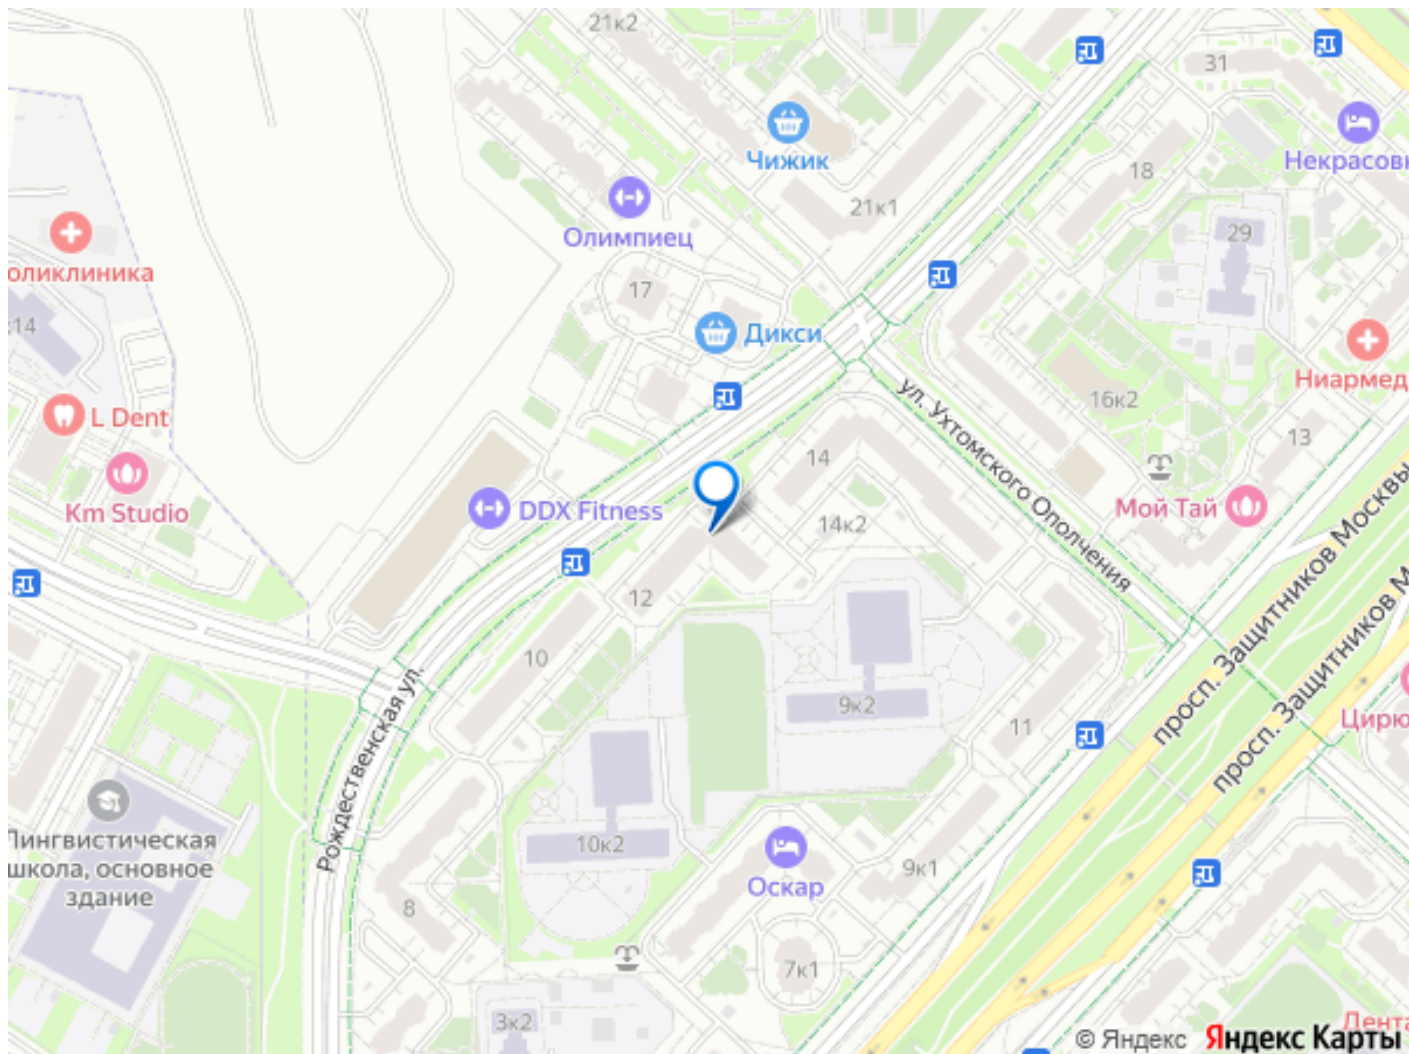 21к2
31
Чижик
Некрасовк
18
21к1
Олимпиец
29
оликлиника
17
14
Дикси
Ниармед
ул. Ухтомского Ополчения
16к2
L Dent
13
14
Km Studio
DDX Fitness
14к2
Мой Тай
12
просп. Защитников Москвы
10
Рождественская ул.
9к2
11
просп. Защитников М
Цирю
Лингвистическая
школа, основное
здание
10к2
9к1
Оскар
8
7к1
3к2
Дента
© Яндекс Яндекс Карты